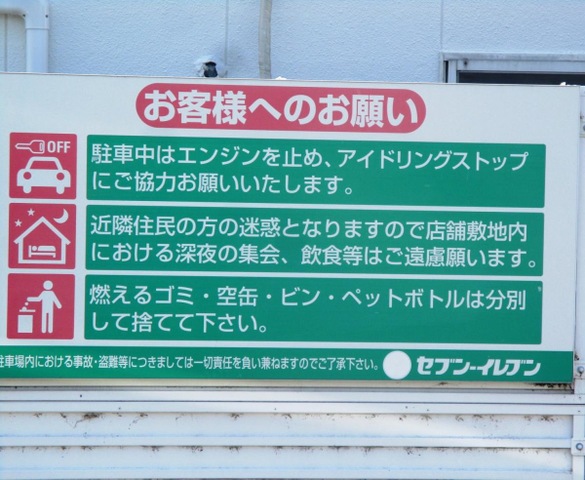 お客様へのお願い
OFF
駐車中はエンジンを止め、アイドリングストップ
にご協力お願いいたします。
近隣住民の方の迷惑となりますので店舗敷地内
における深夜の集会、飲食等はご遠慮願います。
燃えるゴミ・空缶・ビン・ペットボトルは分別
して捨てて下さい。
駐車場内における事故・盗難等につきましては一切責任を負い兼ねますのでご了承下さい。
セブン-イレブン